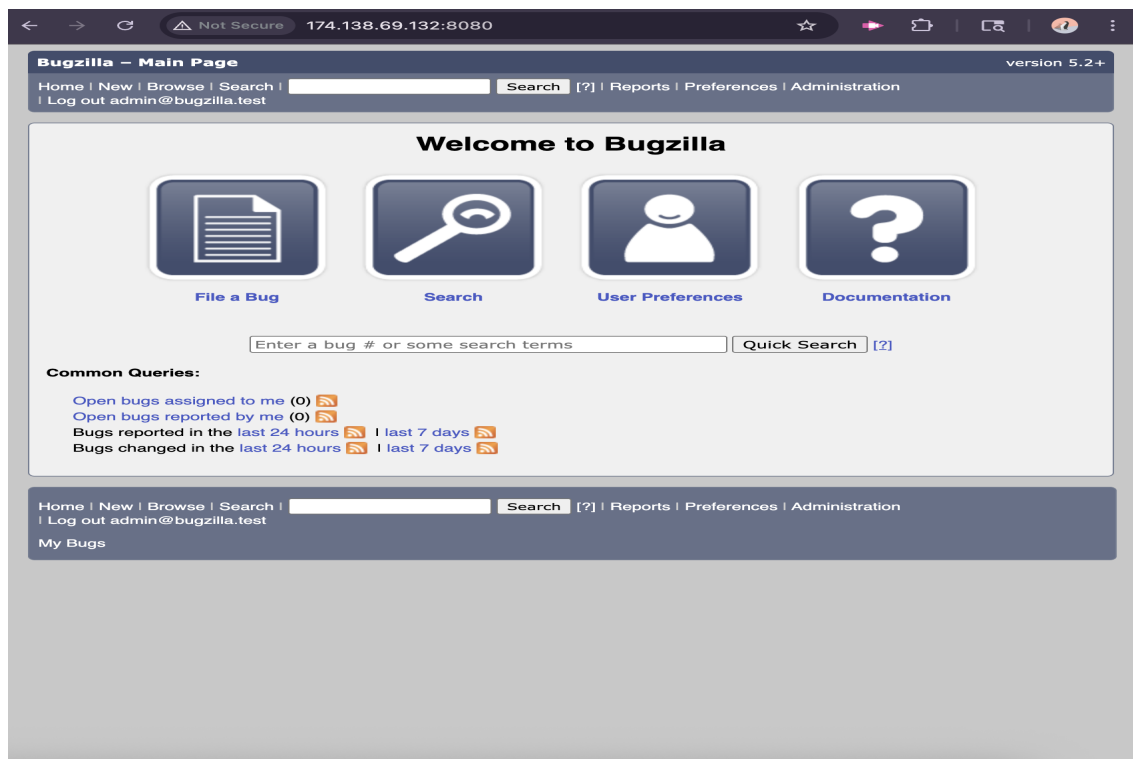 Not Secure 174.138.69.132:8080
Bugzilla – Main Page version 5.2+
Home | New | Browse | Search | Search [?] | Reports | Preferences | Administration
| Log out admin@bugzilla.test
Welcome to Bugzilla
File a Bug Search User Preferences Documentation
Enter a bug # or some search terms Quick Search [?]
Common Queries:
Open bugs assigned to me (0)
Open bugs reported by me (0)
Bugs reported in the last 24 hours | last 7 days
Bugs changed in the last 24 hours | last 7 days
Home | New | Browse | Search | Search [?] | Reports | Preferences | Administration
| Log out admin@bugzilla.test
My Bugs